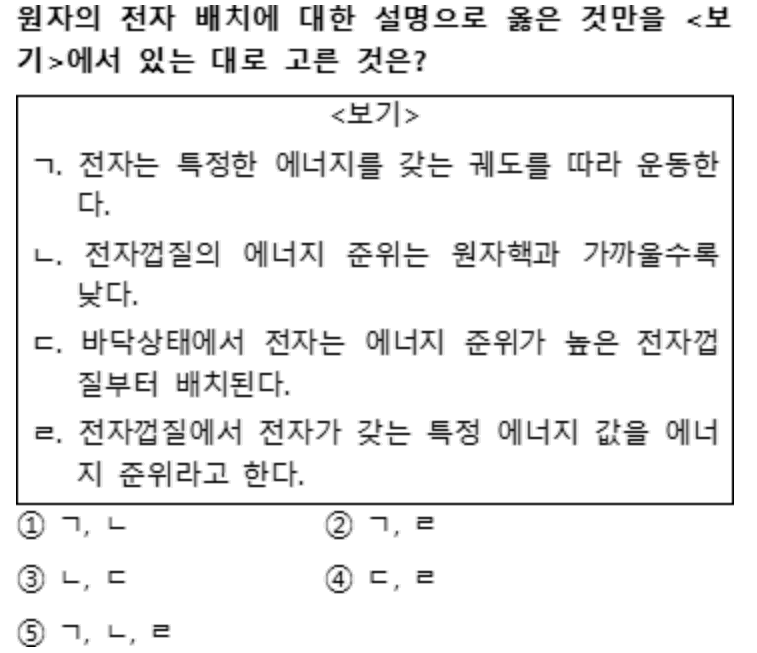 원자의 전자 배치에 대한 설명으로 옳은 것만을 <보
기>에서 있는 대로 고른 것은?
<보기>
ㄱ. 전자는 특정한 에너지를 갖는 궤도를 따라 운동한
다.
ㄴ. 전자껍질의 에너지 준위는 원자핵과 가까울수록
낮다.
ㄷ. 바닥상태에서 전자는 에너지 준위가 높은 전자껍
질부터 배치된다.
ㄹ. 전자껍질에서 전자가 갖는 특정 에너지 값을 에너
지 준위라고 한다.
① ㄱ, ㄴ ② ㄱ, ㄹ
③ ㄴ, ㄷ ④ ㄷ, ㄹ
⑤ ㄱ, ㄴ, ㄹ